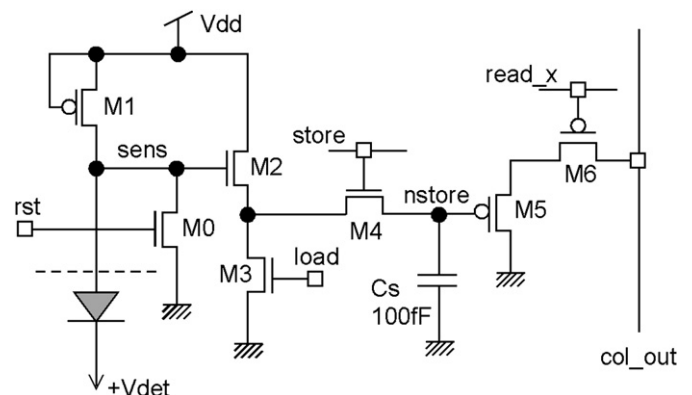 Vdd
M1
read_x
store
sens
M2
nstore
M6
rst
M0
M4
M5
M3
load
Cs
100fF
col_out
+Vdet